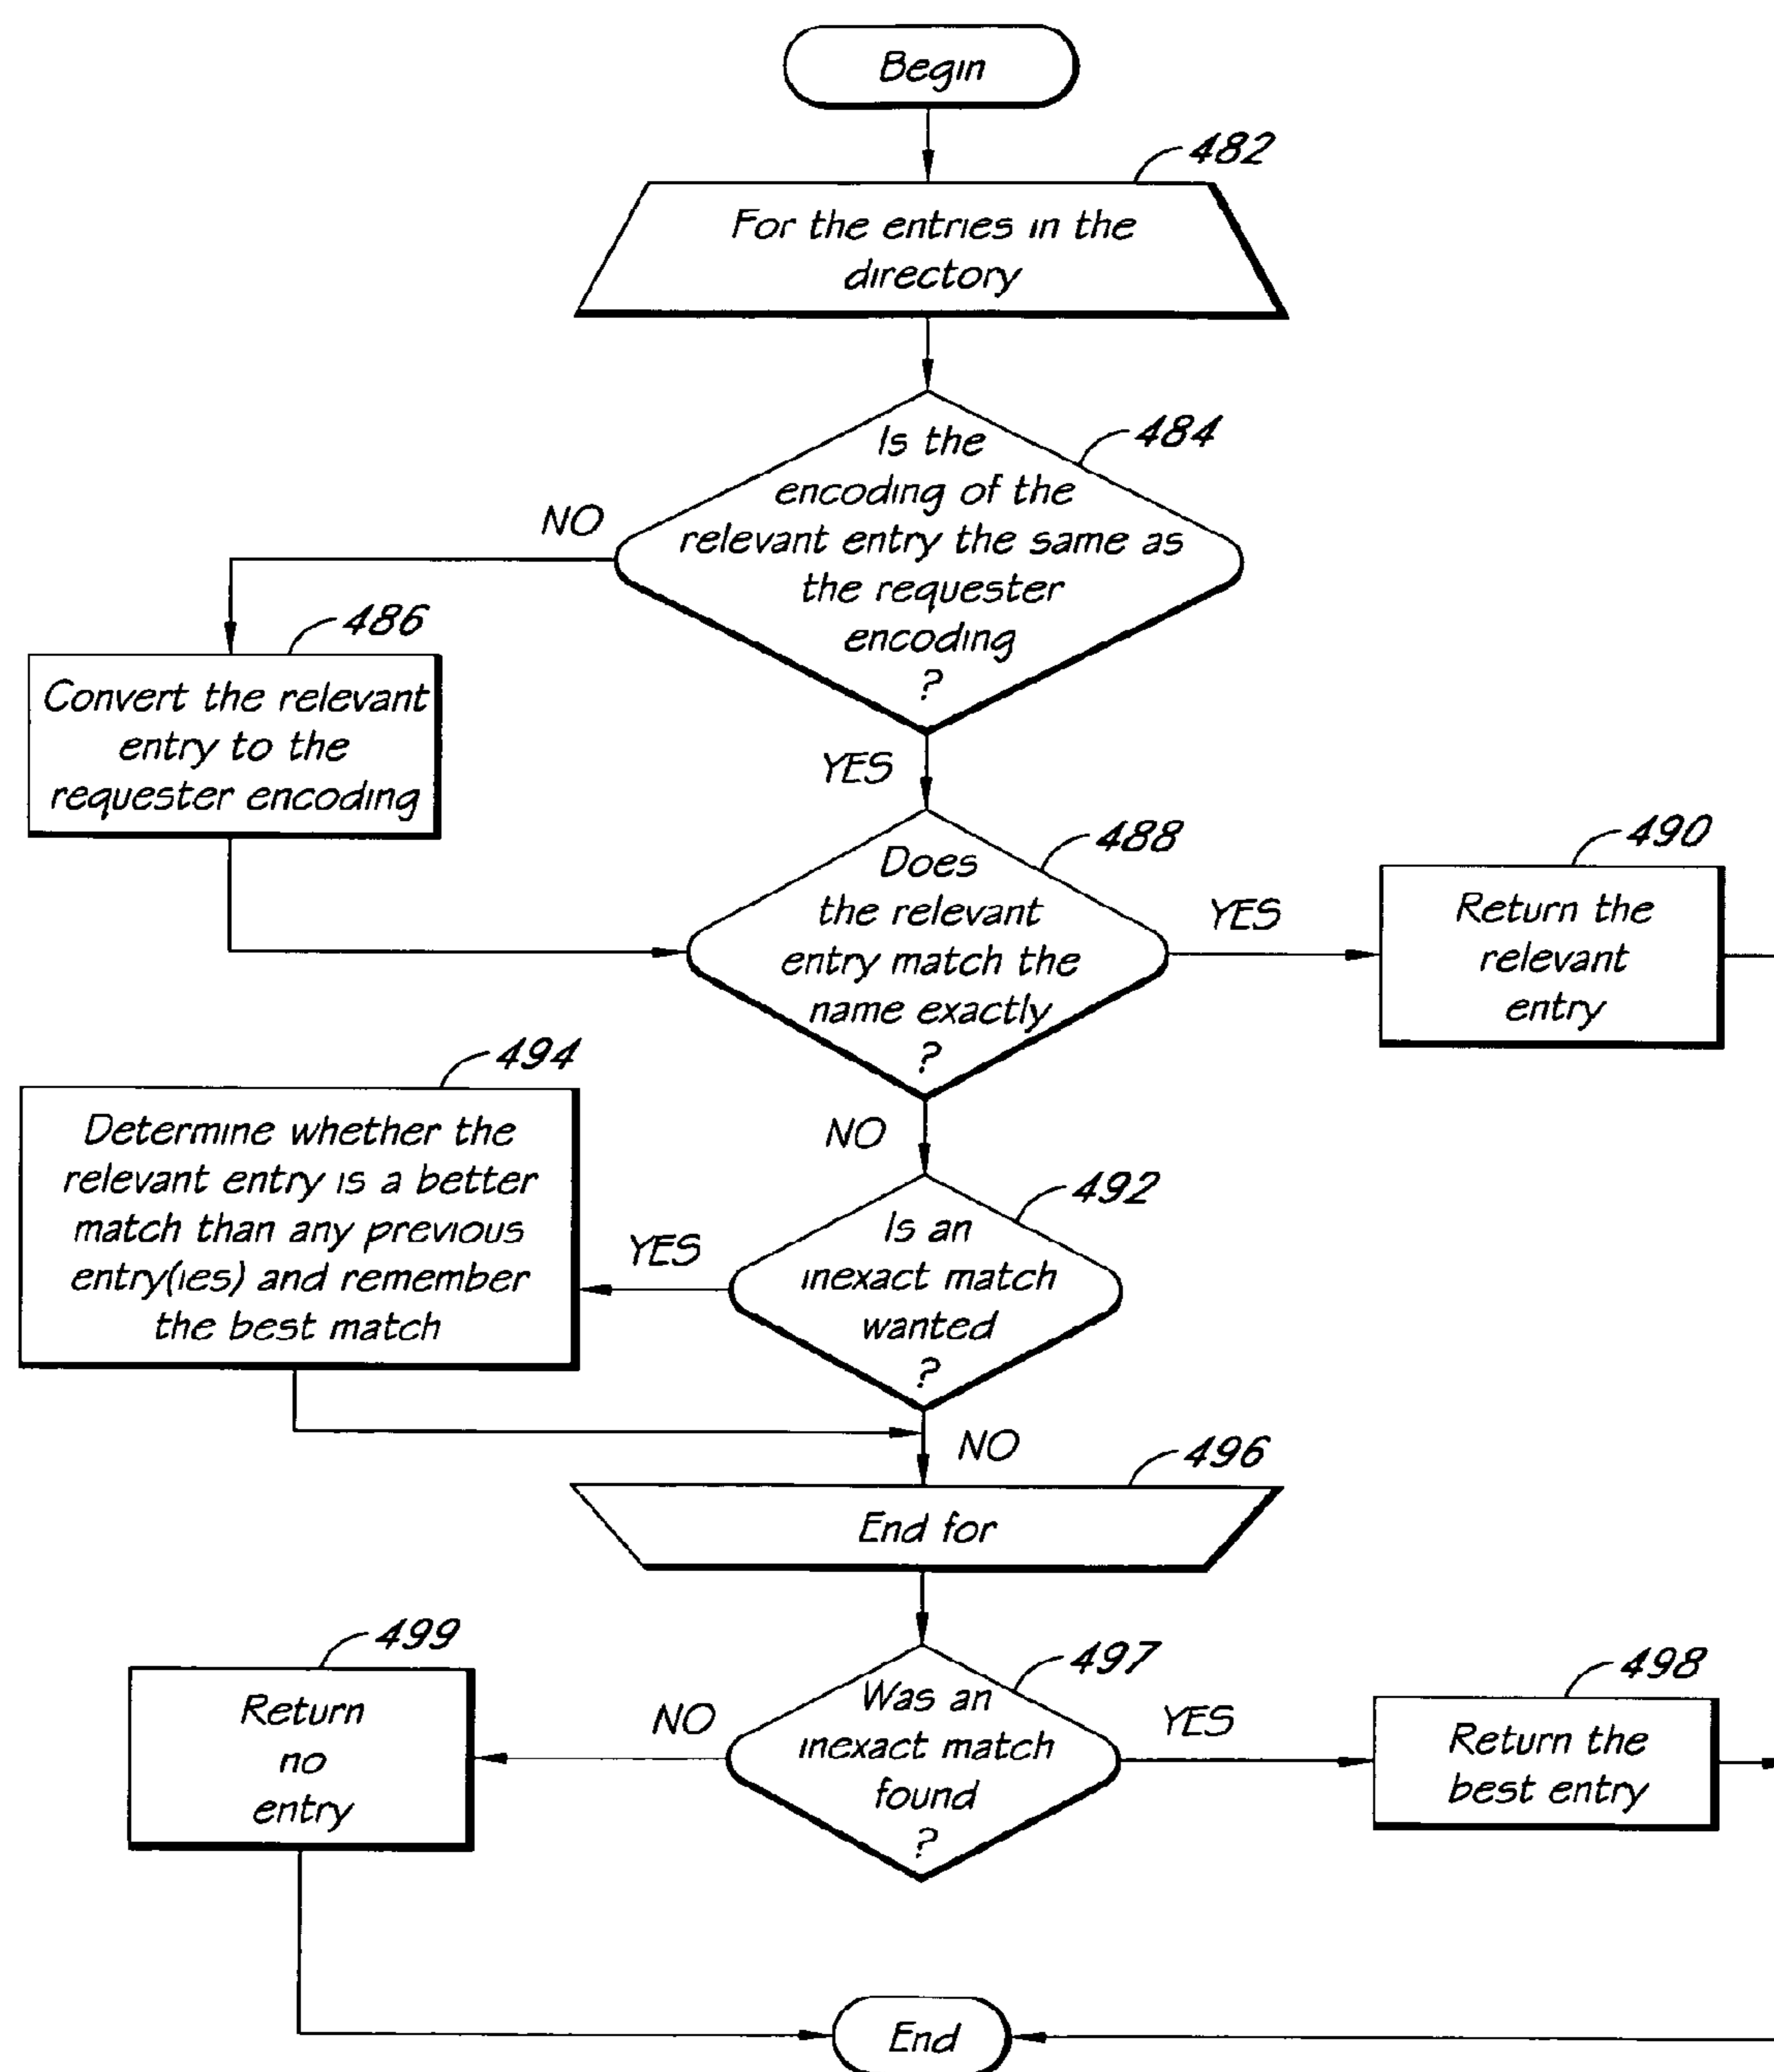 Begin
482
For the entries in the
directory
484
Is the
encoding of the
relevant entry the same as
the requester
encoding
?
NO
486
Convert the relevant
entry to the
requester encoding
YES
488
Does
the relevant
entry match the
name exactly
?
YES
490
Return the
relevant
entry
NO
494
Determine whether the
relevant entry is a better
match than any previous
entry(ies) and remember
the best match
492
Is an
inexact match
wanted
?
YES
NO
496
End for
497
Was an
inexact match
found
?
NO
499
Return
no
entry
YES
498
Return the
best entry
End